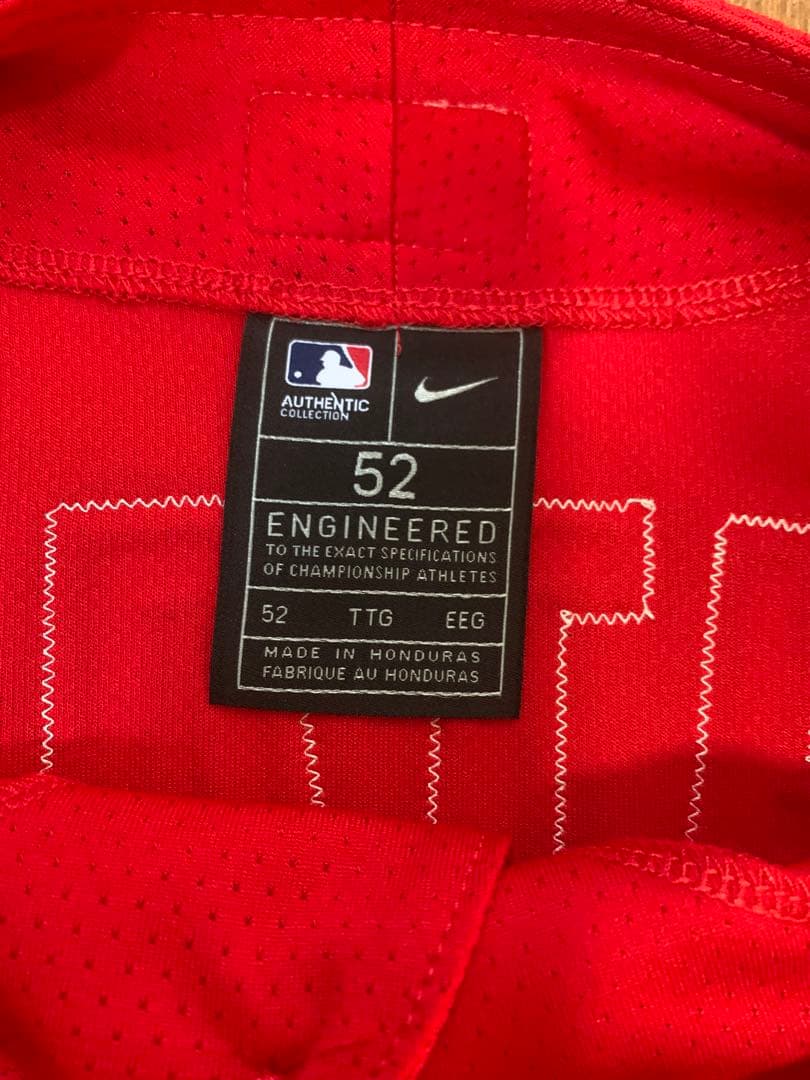 AUTHENTIC
COLLECTION
52
ENGINEERED
TO THE EXACT SPECIFICATIONS
OF CHAMPIONSHIP ATHLETES
52 TTG EEG
MADE IN HONDURAS
FABRIQUE AU HONDURAS